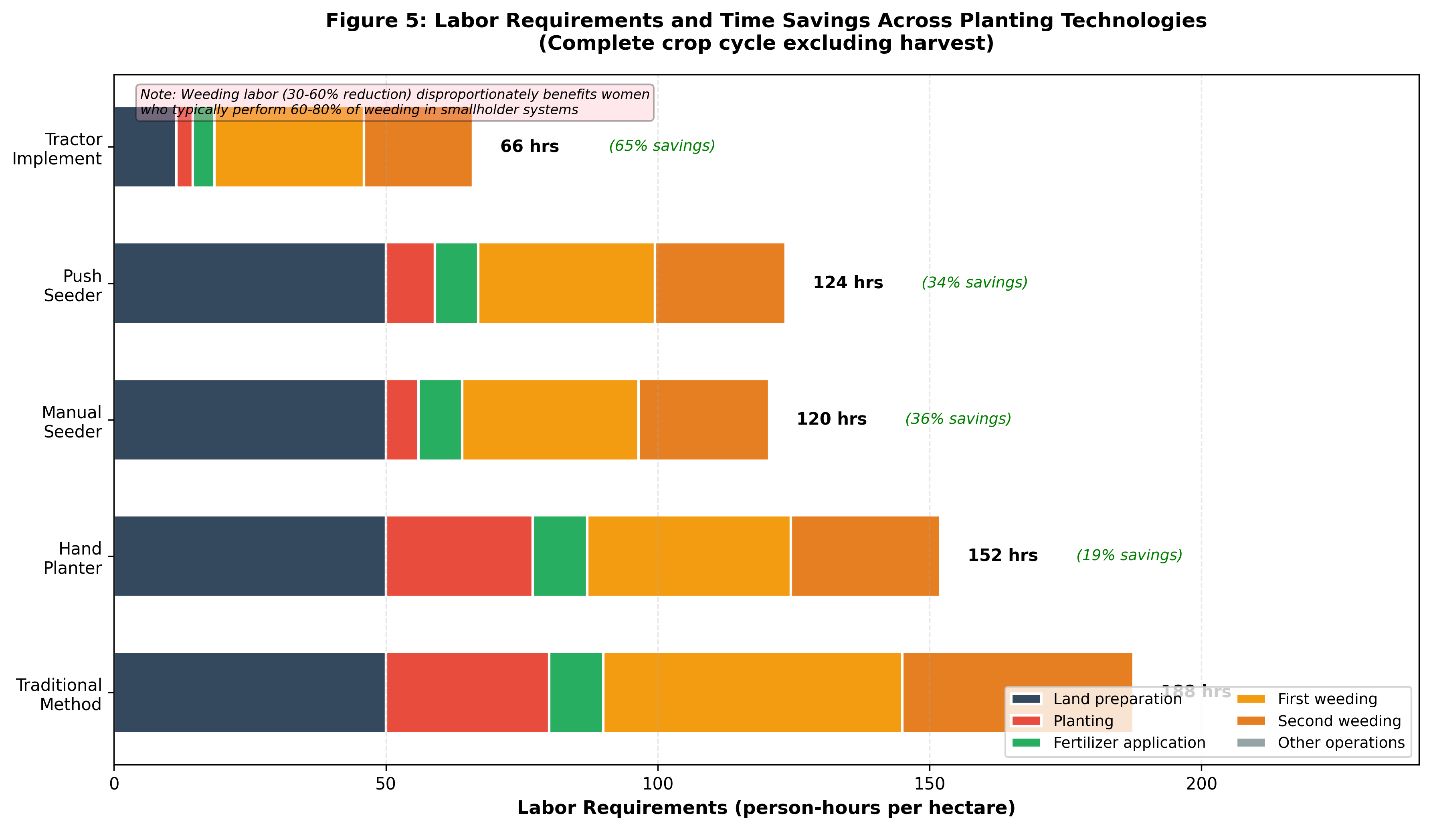 Figure 5: Labor Requirements and Time Savings Across Planting Technologies
(Complete crop cycle excluding harvest)
Note: Weeding labor (30-60% reduction) disproportionately benefits women
who typically perform 60-80% of weeding in smallholder systems
Tractor
Implement
66 hrs
(65% savings)
Push
Seeder
124 hrs
(34% savings)
Manual
Seeder
120 hrs
(36% savings)
Hand
Planter
152 hrs
(19% savings)
Traditional
Method
188 hrs
Land preparation
Planting
Fertilizer application
First weeding
Second weeding
Other operations
0
50
100
150
200
Labor Requirements (person-hours per hectare)